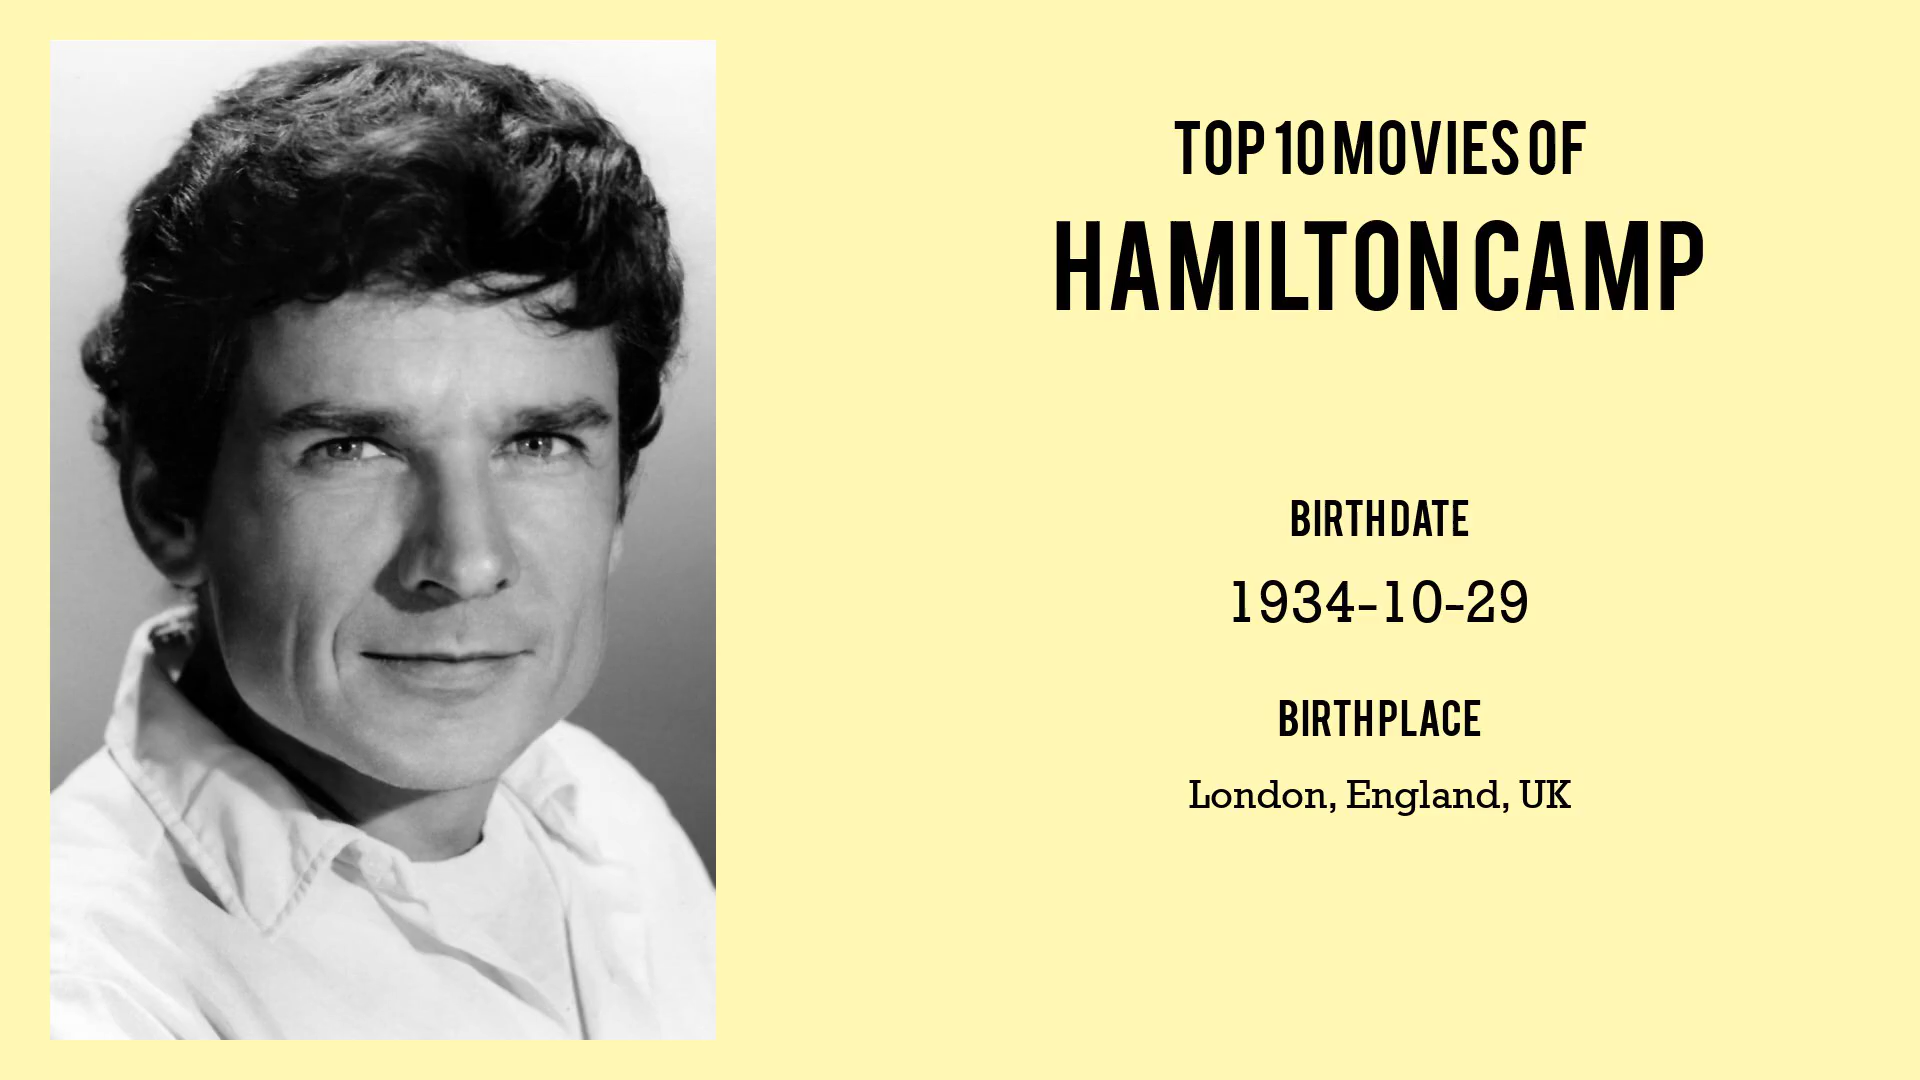 TOP 10 MOVIES OF
HAMILTON CAMP
BIRTHDATE
1934-10-29
BIRTHPLACE
London, England, UK